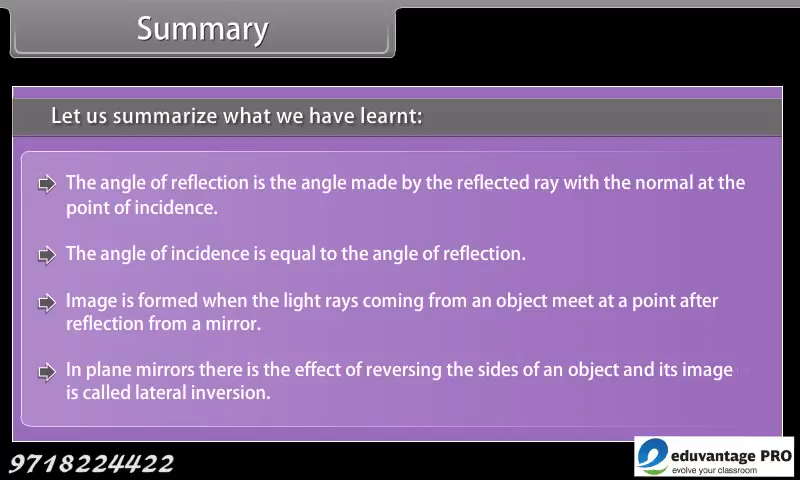 Summary
Let us summarize what we have learnt:
The angle of reflection is the angle made by the reflected ray with the normal at the
point of incidence.
The angle of incidence is equal to the angle of reflection.
Image is formed when the light rays coming from an object meet at a point after
reflection from a mirror.
In plane mirrors there is the effect of reversing the sides of an object and its image
is called lateral inversion.
9718224422
eduvantage PRO
evolve your classroom